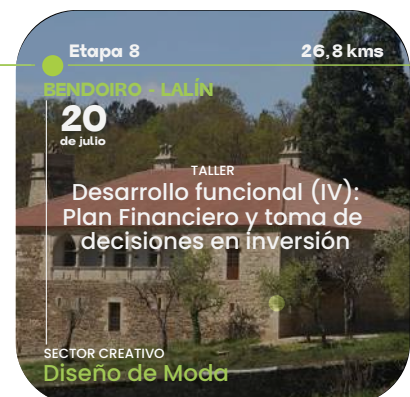 Etapa 8
26,8 kms
BENDOIRO - LALÍN
20
de julio
TALLER
Desarrollo funcional (IV):
Plan Financiero y toma de
decisiones en inversión
SECTOR CREATIVO
Diseño de Moda